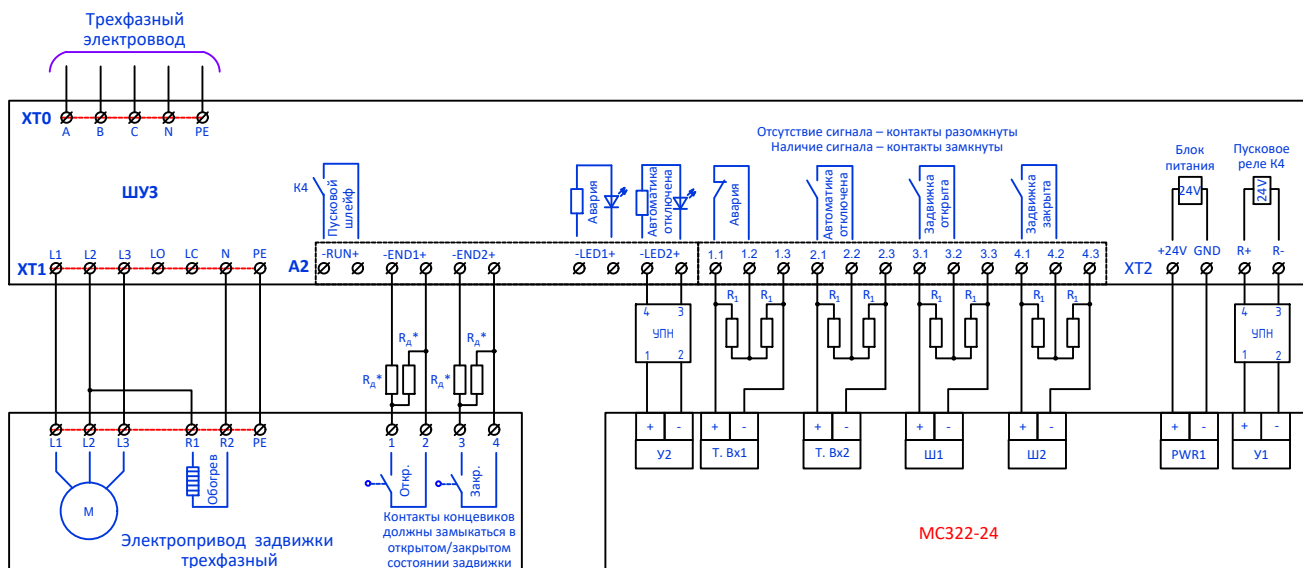 Трехфазный
электроввод
XT0
A B C N PE
Отсутствие сигнала – контакты разомкнуты
Наличие сигнала – контакты замкнуты
Блок
питания
24V
Пусковое
реле К4
24V
ШУЗ
К4
Пусковой
шлейф
Авария
Автоматика
отключена
Авария
Автоматика
отключена
Задвижка
открыта
Задвижка
закрыта
XT1
L1 L2 L3 LO LC N PE
A2
-RUN+ -END1+ -END2+ -LED1+ -LED2+ 1.1 1.2 1.3 2.1 2.2 2.3 3.1 3.2 3.3 4.1 4.2 4.3
XT2
+24V GND R+ R-
R₁ R₁ R₁ R₁ R₁ R₁ R₁ R₁
4 3
УПН
1 2
4 3
УПН
1 2
Rд* Rд*
Rд* Rд*
L1 L2 L3 R1 R2 PE 1 2 3 4
+ - + - + - + - + - + - + -
У2 Т. Вх1 Т. Вх2 Ш1 Ш2 PWR1 У1
Обогрев
Откр.
Закр.
М
Контакты концевиков
должны замыкаться в
открытом/закрытом
состоянии задвижки
Электропривод задвижки
трехфазный
МС322-24